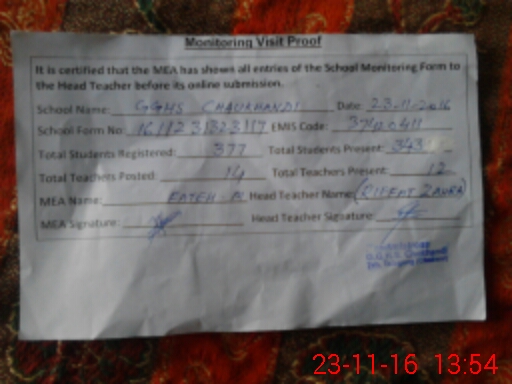 Monitoring Visit Proof
It is certified that the MEA has shown all entries of the School Monitoring Form to
the Head Teacher before its online submission.
School Name: GGHS CHAUKHANDI Date: 23-11-2016
School Form No: EMIS Code:
Total Students Registered: 377 Total Students Present: 343
Total Teachers Posted: 14 Total Teachers Present: 12
MEA Name: FATEH M Head Teacher Name:
MEA Signature: Head Teacher Signature:
23-11-16 13:54